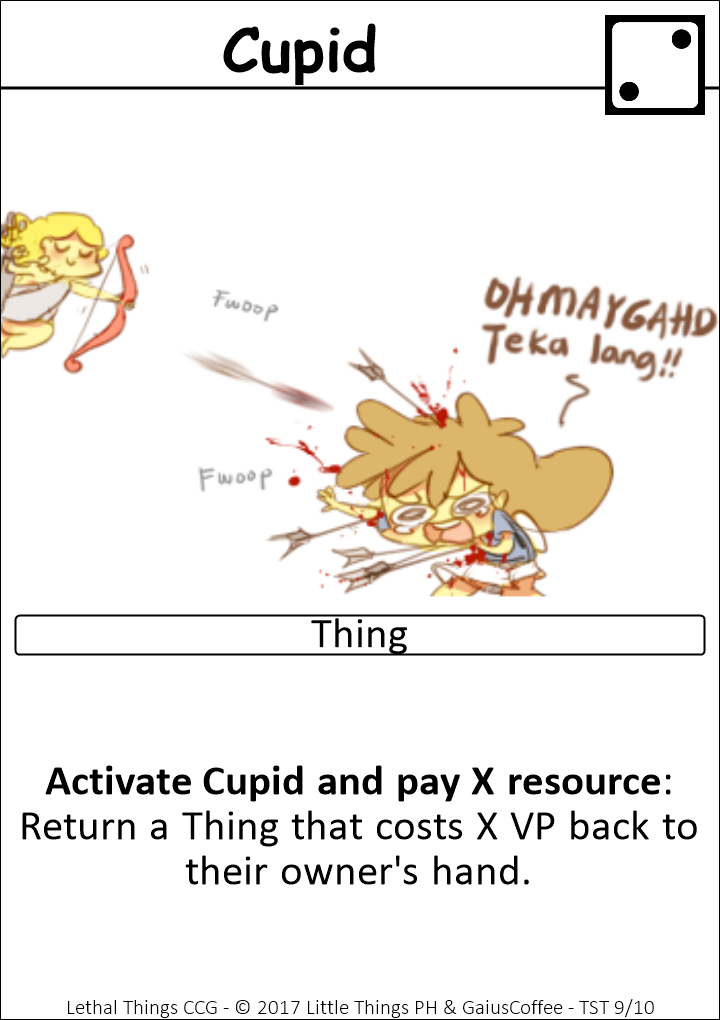 Cupid
Fwoop
OHMAYGAHD
Teka lang!!
Fwoop
Thing
Activate Cupid and pay X resource:
Return a Thing that costs X VP back to
their owner's hand.
Lethal Things CCG - © 2017 Little Things PH & GaiusCoffee - TST 9/10